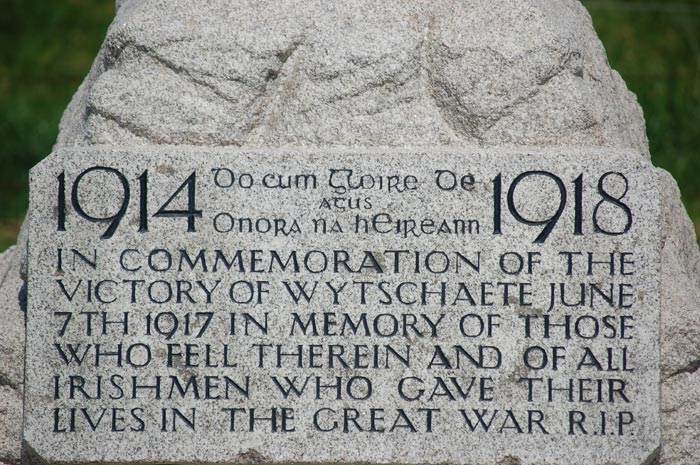 1914 Do cum Gloire De 1918
agus
Onora na hEireann
IN COMMEMORATION OF THE
VICTORY OF WYTSCHAETE JUNE
7TH 1917 IN MEMORY OF THOSE
WHO FELL THEREIN AND OF ALL
IRISHMEN WHO GAVE THEIR
LIVES IN THE GREAT WAR R.I.P.